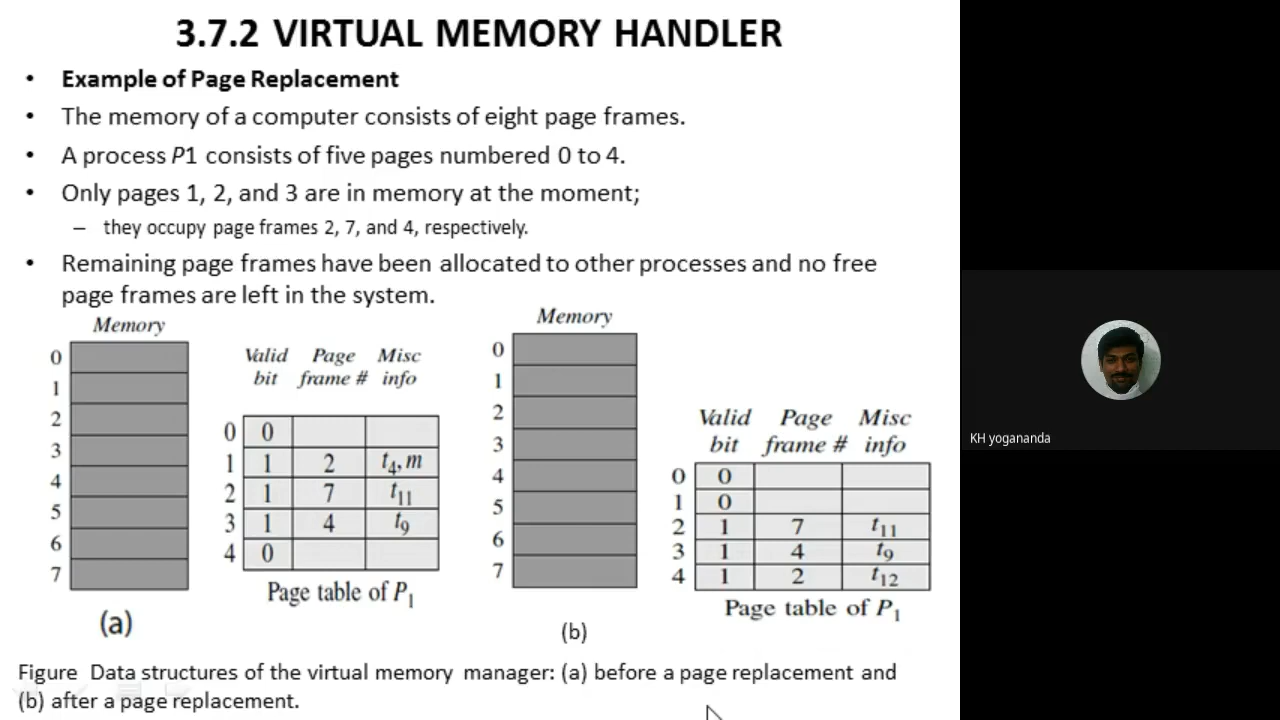 3.7.2 VIRTUAL MEMORY HANDLER
• Example of Page Replacement
• The memory of a computer consists of eight page frames.
• A process P1 consists of five pages numbered 0 to 4.
• Only pages 1, 2, and 3 are in memory at the moment;
– they occupy page frames 2, 7, and 4, respectively.
• Remaining page frames have been allocated to other processes and no free
page frames are left in the system.
Memory
0
1
2
3
4
5
6
7
(a)
Valid Page Misc
bit frame # info
0 0
1 1 2 t4, m
2 1 7 t11
3 1 4 t9
4 0
Page table of P1
Memory
0
1
2
3
4
5
6
7
(b)
Valid Page Misc
bit frame # info
0 0
1 0
2 1 7 t11
3 1 4 t9
4 1 2 t12
Page table of P1
Figure Data structures of the virtual memory manager: (a) before a page replacement and
(b) after a page replacement.
KH yogananda